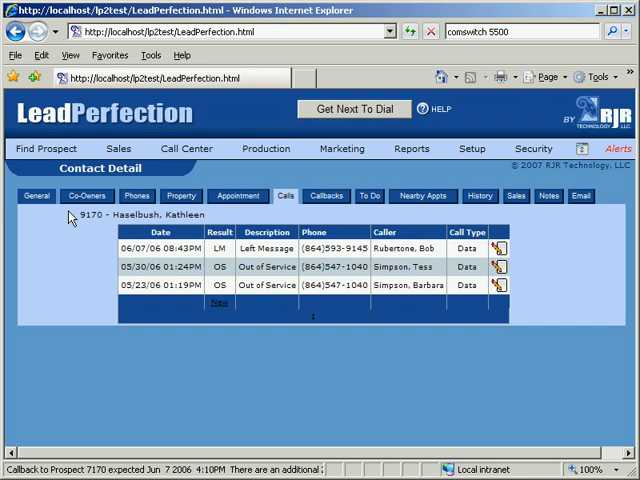 http://localhost/lp2test/LeadPerfection.html - Windows Internet Explorer
http://localhost/lp2test/LeadPerfection.html
comswitch 5500
File Edit View Favorites Tools Help
http://localhost/lp2test/LeadPerfection.html
Page Tools
LeadPerfection
Get Next To Dial
? HELP
BY RJR
TECHNOLOGY LLC
Find Prospect Sales Call Center Production Marketing Reports Setup Security Alerts
Contact Detail
© 2007 RJR Technology, LLC
General Co-Owners Phones Property Appointment Calls Callbacks To Do Nearby Appts History Sales Notes Email
9170 - Haselbush, Kathleen
Date Result Description Phone Caller Call Type
06/07/06 08:43PM LM Left Message (864)593-9145 Rubertone, Bob Data
05/30/06 01:24PM OS Out of Service (864)547-1040 Simpson, Tess Data
05/23/06 01:19PM OS Out of Service (864)547-1040 Simpson, Barbara Data
New
1
Callback to Prospect 7170 expected Jun 7 2006 4:10PM There are an additional
Local intranet
100%